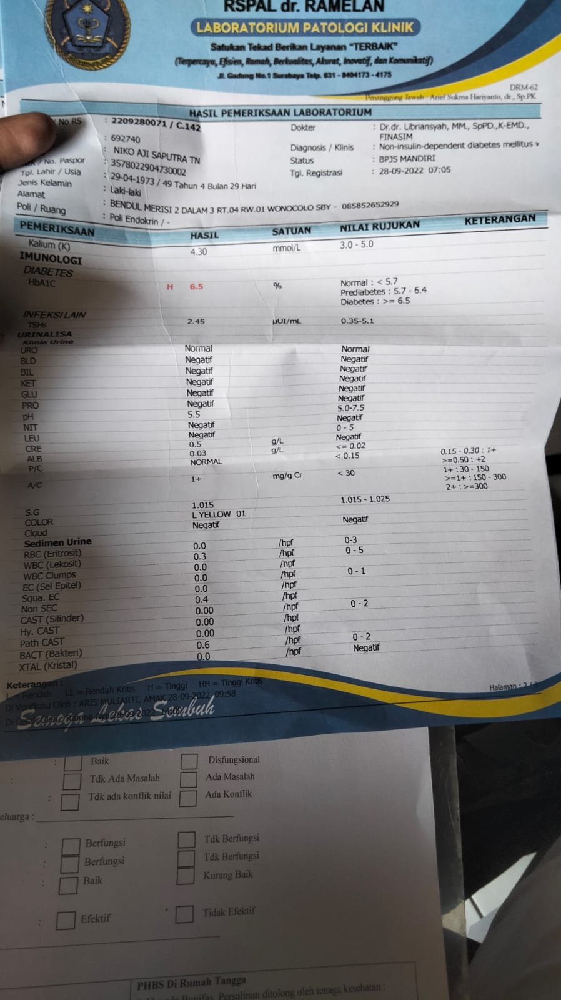 RSPAL dr. RAMELAN
LABORATORIUM PATOLOGI KLINIK
Satukan Tekad Berikan Layanan "TERBAIK"
(Terpercaya, Efisien, Ramah, Berkualitas, Akurat, Inovatif, dan Komunikatif)
Jl. Gadung No.1 Surabaya Telp. 031 - 8404173 - 4175
DRM-62
Penanggung Jawab : Arief Sukma Hariyanto, dr., Sp.PK
HASIL PEMERIKSAAN LABORATORIUM
No RS : 2209280071 / C.142 Dokter : Dr.dr. Libriansyah, MM., SpPD.,K-EMD., FINASIM
: 692740
: NIKO AJI SAPUTRA TN Diagnosis / Klinis : Non-insulin-dependent diabetes mellitus w
/ No. Paspor : 3578022904730002 Status : BPJS MANDIRI
Tgl. Lahir / Usia : 29-04-1973 / 49 Tahun 4 Bulan 29 Hari Tgl. Registrasi : 28-09-2022 07:05
Jenis Kelamin : Laki-laki
Alamat : BENDUL MERISI 2 DALAM 3 RT.04 RW.01 WONOCOLO SBY - 085852652929
Poli / Ruang : Poli Endokrin / -
PEMERIKSAAN HASIL SATUAN NILAI RUJUKAN KETERANGAN
Kalium (K) 4.30 mmol/L 3.0 - 5.0
IMUNOLOGI
DIABETES
HbA1C H 6.5 % Normal : < 5.7
Prediabetes : 5.7 - 6.4
Diabetes : >= 6.5
INFEKSI LAIN
TSHs 2.45 µUI/mL 0.35-5.1
URINALISA
Kimia Urine
URO Normal Normal
BLD Negatif Negatif
BIL Negatif Negatif
KET Negatif Negatif
GLU Negatif Negatif
PRO Negatif Negatif
pH 5.5 5.0-7.5
NIT Negatif Negatif
LEU Negatif 0 - 5
CRE 0.5 g/L Negatif
ALB 0.03 g/L <= 0.02
P/C NORMAL < 0.15 0.15 - 0.30 : 1+
>=0.50 : +2
A/C 1+ mg/g Cr < 30 1+ : 30 - 150
>=1+ : 150 - 300
2+ : >=300
S.G 1.015 1.015 - 1.025
COLOR L YELLOW 01
Cloud Negatif Negatif
Sedimen Urine
RBC (Eritrosit) 0.0 /hpf 0-3
WBC (Lekosit) 0.3 /hpf 0 - 5
WBC Clumps 0.0 /hpf
EC (Sel Epitel) 0.0 /hpf 0 - 1
Squa. EC 0.0 /hpf
Non SEC 0.4 /hpf
CAST (Silinder) 0.00 /hpf 0 - 2
Hy. CAST 0.00 /hpf
Path CAST 0.00 /hpf
BACT (Bakteri) 0.6 /hpf 0 - 2
XTAL (Kristal) 0.0 /hpf Negatif
Keterangan :
L = Rendah LL = Rendah Kritis H = Tinggi HH = Tinggi Kritis
Halaman : 2 /
Di Verifikasi Oleh : ARIS MULIARTI, AMAK 28-09-2022 09:58
Di Cetak Oleh : Rahma Ayu 28-09-2022 14:09
Semoga Lekas Sembuh
: Baik Disfungsional
: Tdk Ada Masalah Ada Masalah
: Tdk ada konflik nilai Ada Konflik
eluarga :
: Berfungsi Tdk Berfungsi
: Berfungsi Tdk Berfungsi
: Baik Kurang Baik
: Efektif Tidak Efektif
PHBS Di Rumah Tangga
Persalinan ditolong oleh tenaga kesehatan :